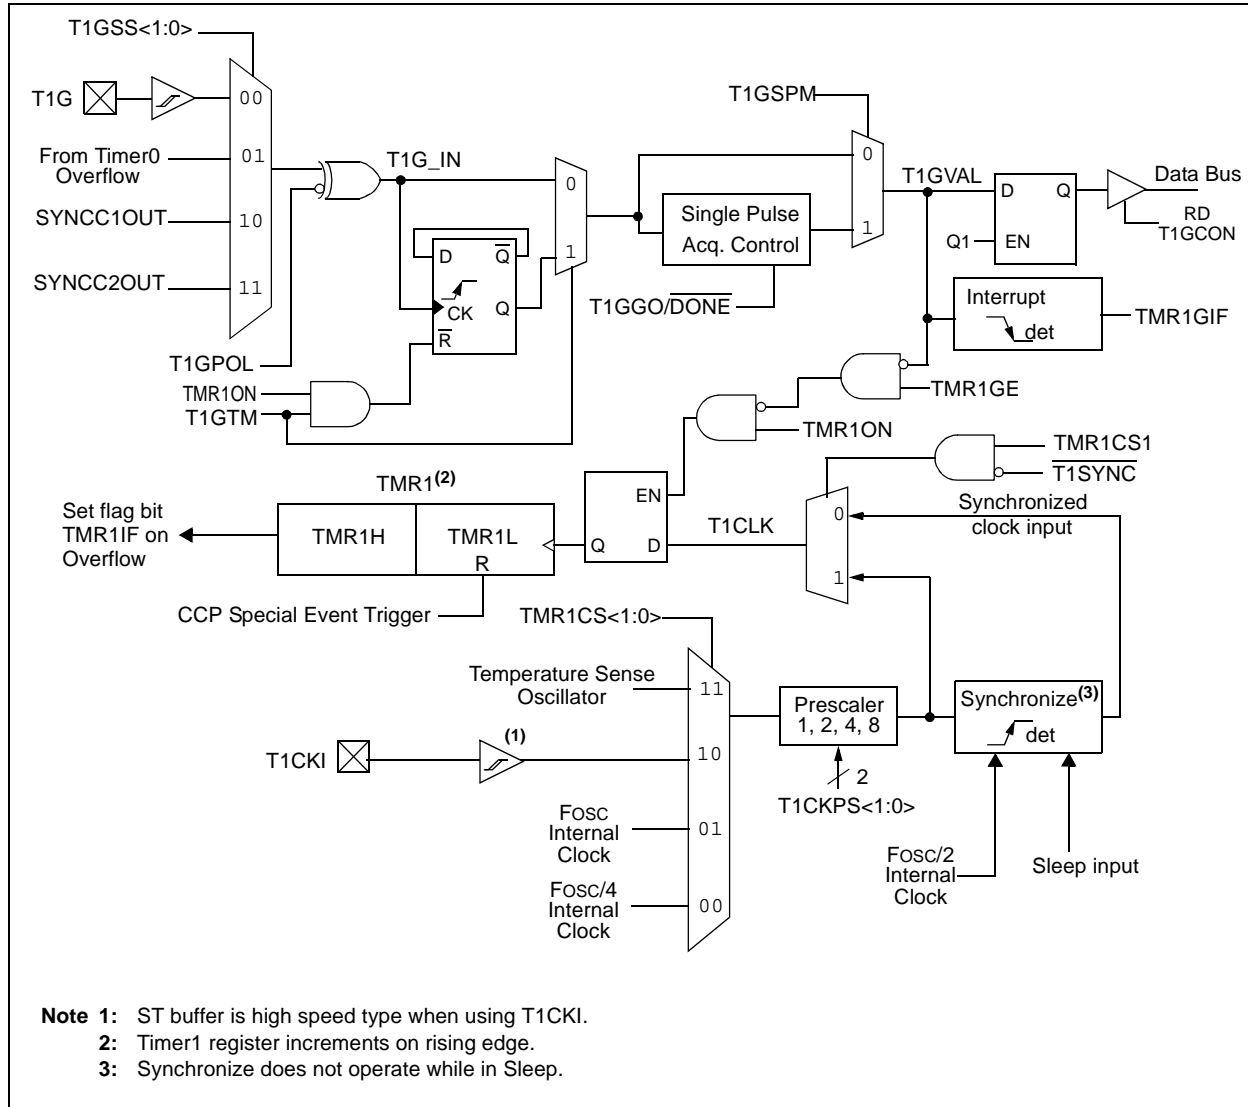 T1GSS<1:0>
T1G
00
From Timer0
Overflow
01
SYNCC1OUT
10
SYNCC2OUT
11
T1GPOL
TMR1ON
T1GTM
T1G_IN
D
Q
CK
Q
R
0
1
T1GSPM
Single Pulse
Acq. Control
T1GGO/DONE
0
1
T1GVAL
D
Q
Q1
EN
Data Bus
RD
T1GCON
Interrupt
det
TMR1GIF
TMR1GE
TMR1ON
TMR1CS1
T1SYNC
Set flag bit
TMR1IF on
Overflow
TMR1(2)
TMR1H
TMR1L
R
EN
Q
D
T1CLK
0
1
Synchronized
clock input
CCP Special Event Trigger
TMR1CS<1:0>
Temperature Sense
Oscillator
11
T1CKI
(1)
10
FOSC
Internal
Clock
01
FOSC/4
Internal
Clock
00
Prescaler
1, 2, 4, 8
2
T1CKPS<1:0>
Synchronize(3)
det
FOSC/2
Internal
Clock
Sleep input
Note 1: ST buffer is high speed type when using T1CKI.
2: Timer1 register increments on rising edge.
3: Synchronize does not operate while in Sleep.